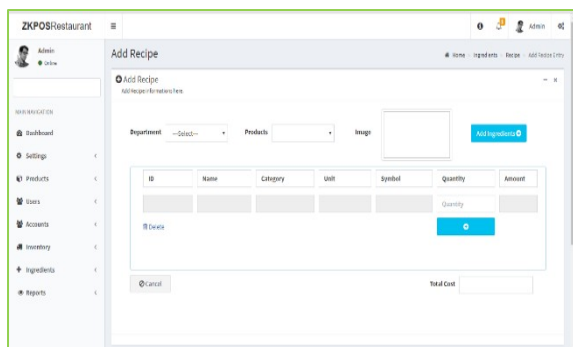 ZKPOSRestaurant
Admin
Admin
Online
Add Recipe
Home Ingredients Recipe Add Recipe Entry
Add Recipe
Add Recipe informations here.
MAIN NAVIGATION
Dashboard
Settings
Products
Users
Accounts
Inventory
Ingredients
Reports
Department --Select-- Products Image Add Ingredients
ID Name Category Unit Symbol Quantity Amount
Quantity
Delete
Cancel Total Cost